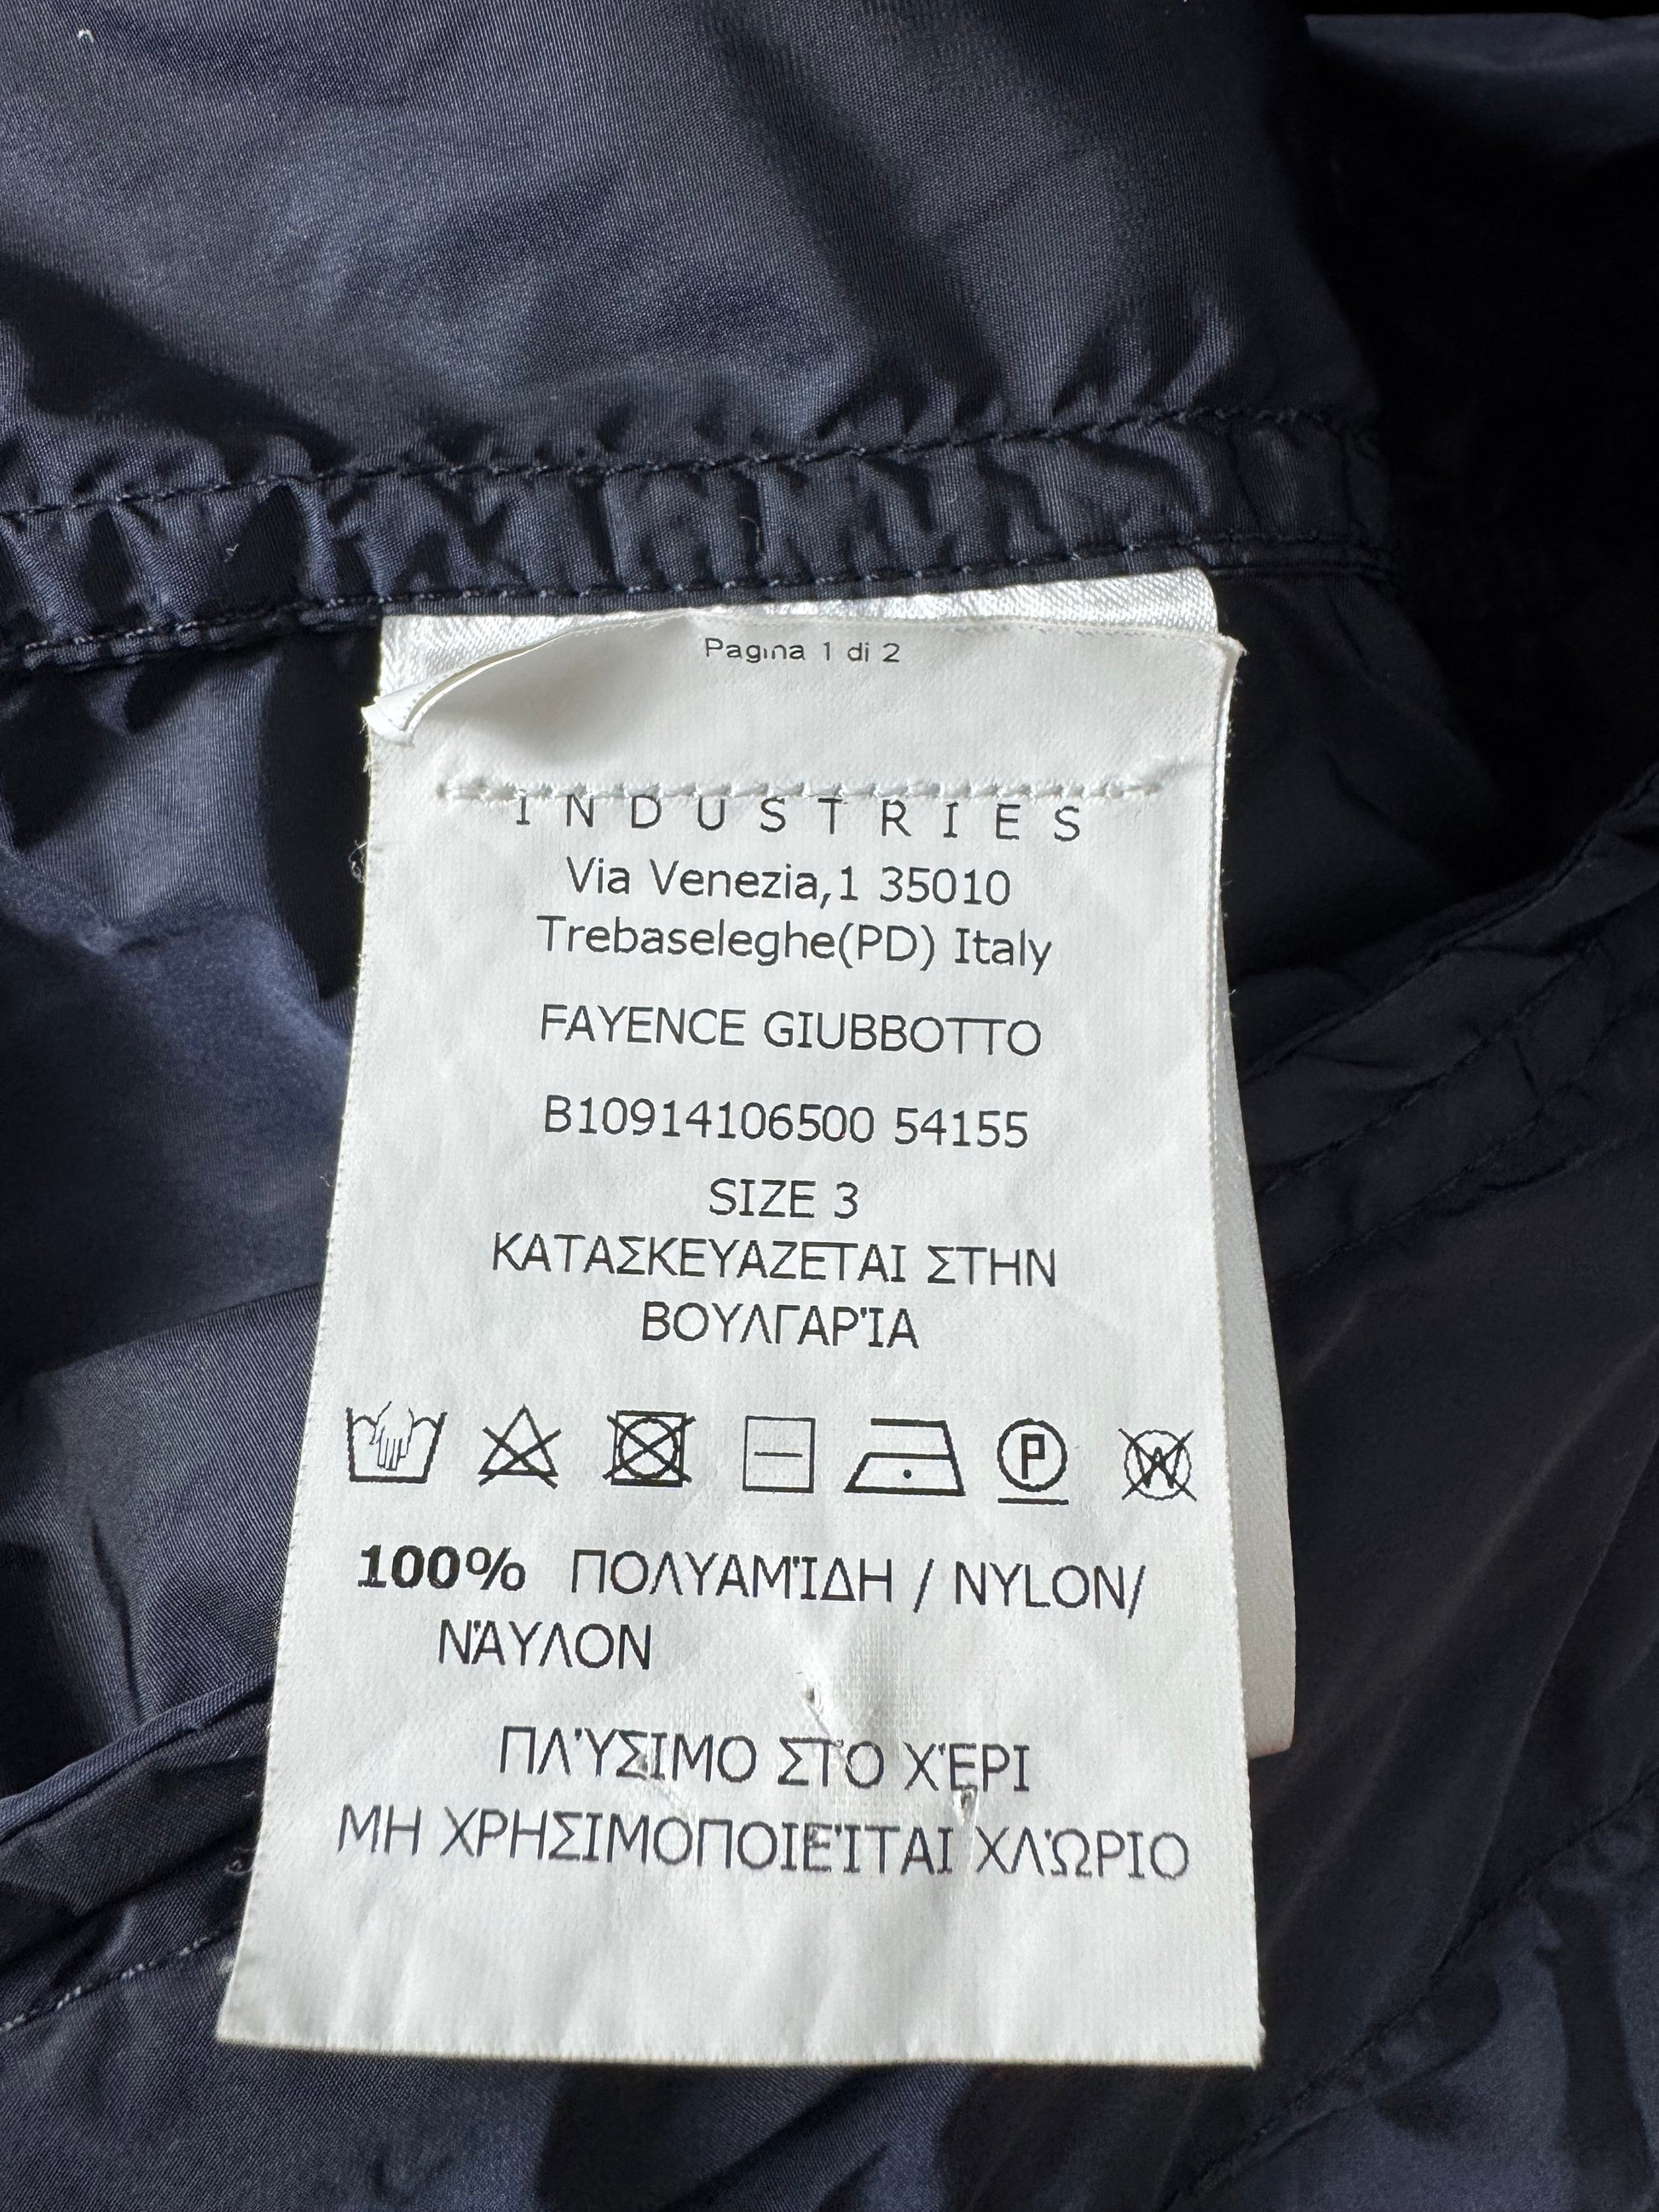 Pagina 1 di 2
INDUSTRIES
Via Venezia,1 35010
Trebaseleghe(PD) Italy
FAYENCE GIUBBOTTO
B10914106500 54155
SIZE 3
ΚΑΤΑΣΚΕΥΑΖΕΤΑΙ ΣΤΗΝ
ΒΟΥΛΓΑΡΊΑ
P W
100% ΠΟΛΥΑΜΊΔΗ / NYLON/
ΝΆΥΛΟΝ
ΠΛΎΣΙΜΟ ΣΤΟ ΧΈΡΙ
ΜΗ ΧΡΗΣΙΜΟΠΟΙΕΊΤΑΙ ΧΛΏΡΙΟ